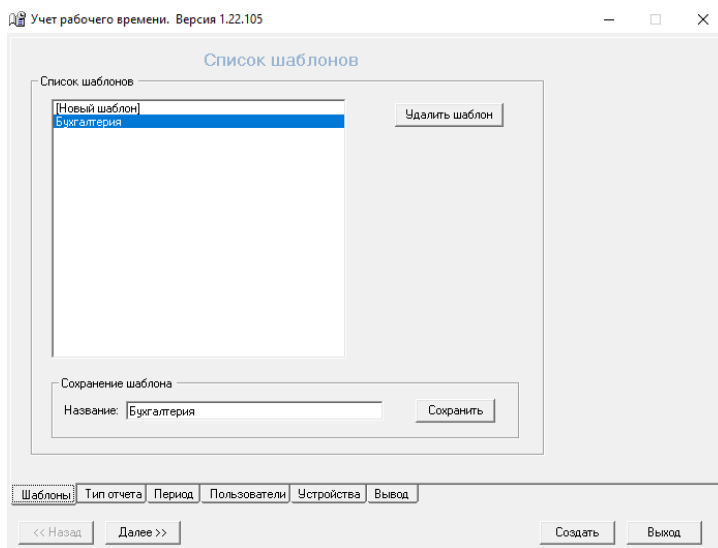 Учет рабочего времени. Версия 1.22.105
Список шаблонов
Список шаблонов
[Новый шаблон]
Бухгалтерия
Удалить шаблон
Сохранение шаблона
Название: Бухгалтерия
Сохранить
Шаблоны Тип отчета Период Пользователи Устройства Вывод
<< Назад Далее >> Создать Выход